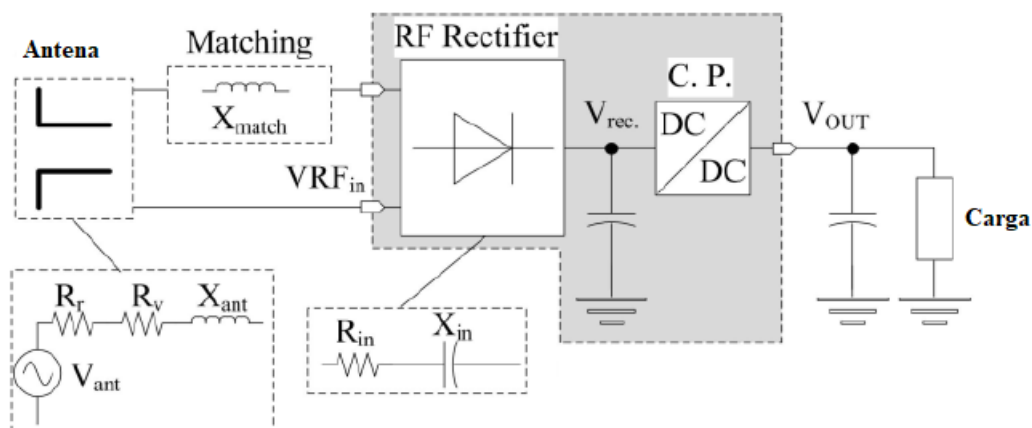 Antena
Matching
X_match
RF Rectifier
VRF_in
V_rec.
C. P.
DC
DC
V_OUT
Carga
R_r
R_v
X_ant
V_ant
R_in
X_in